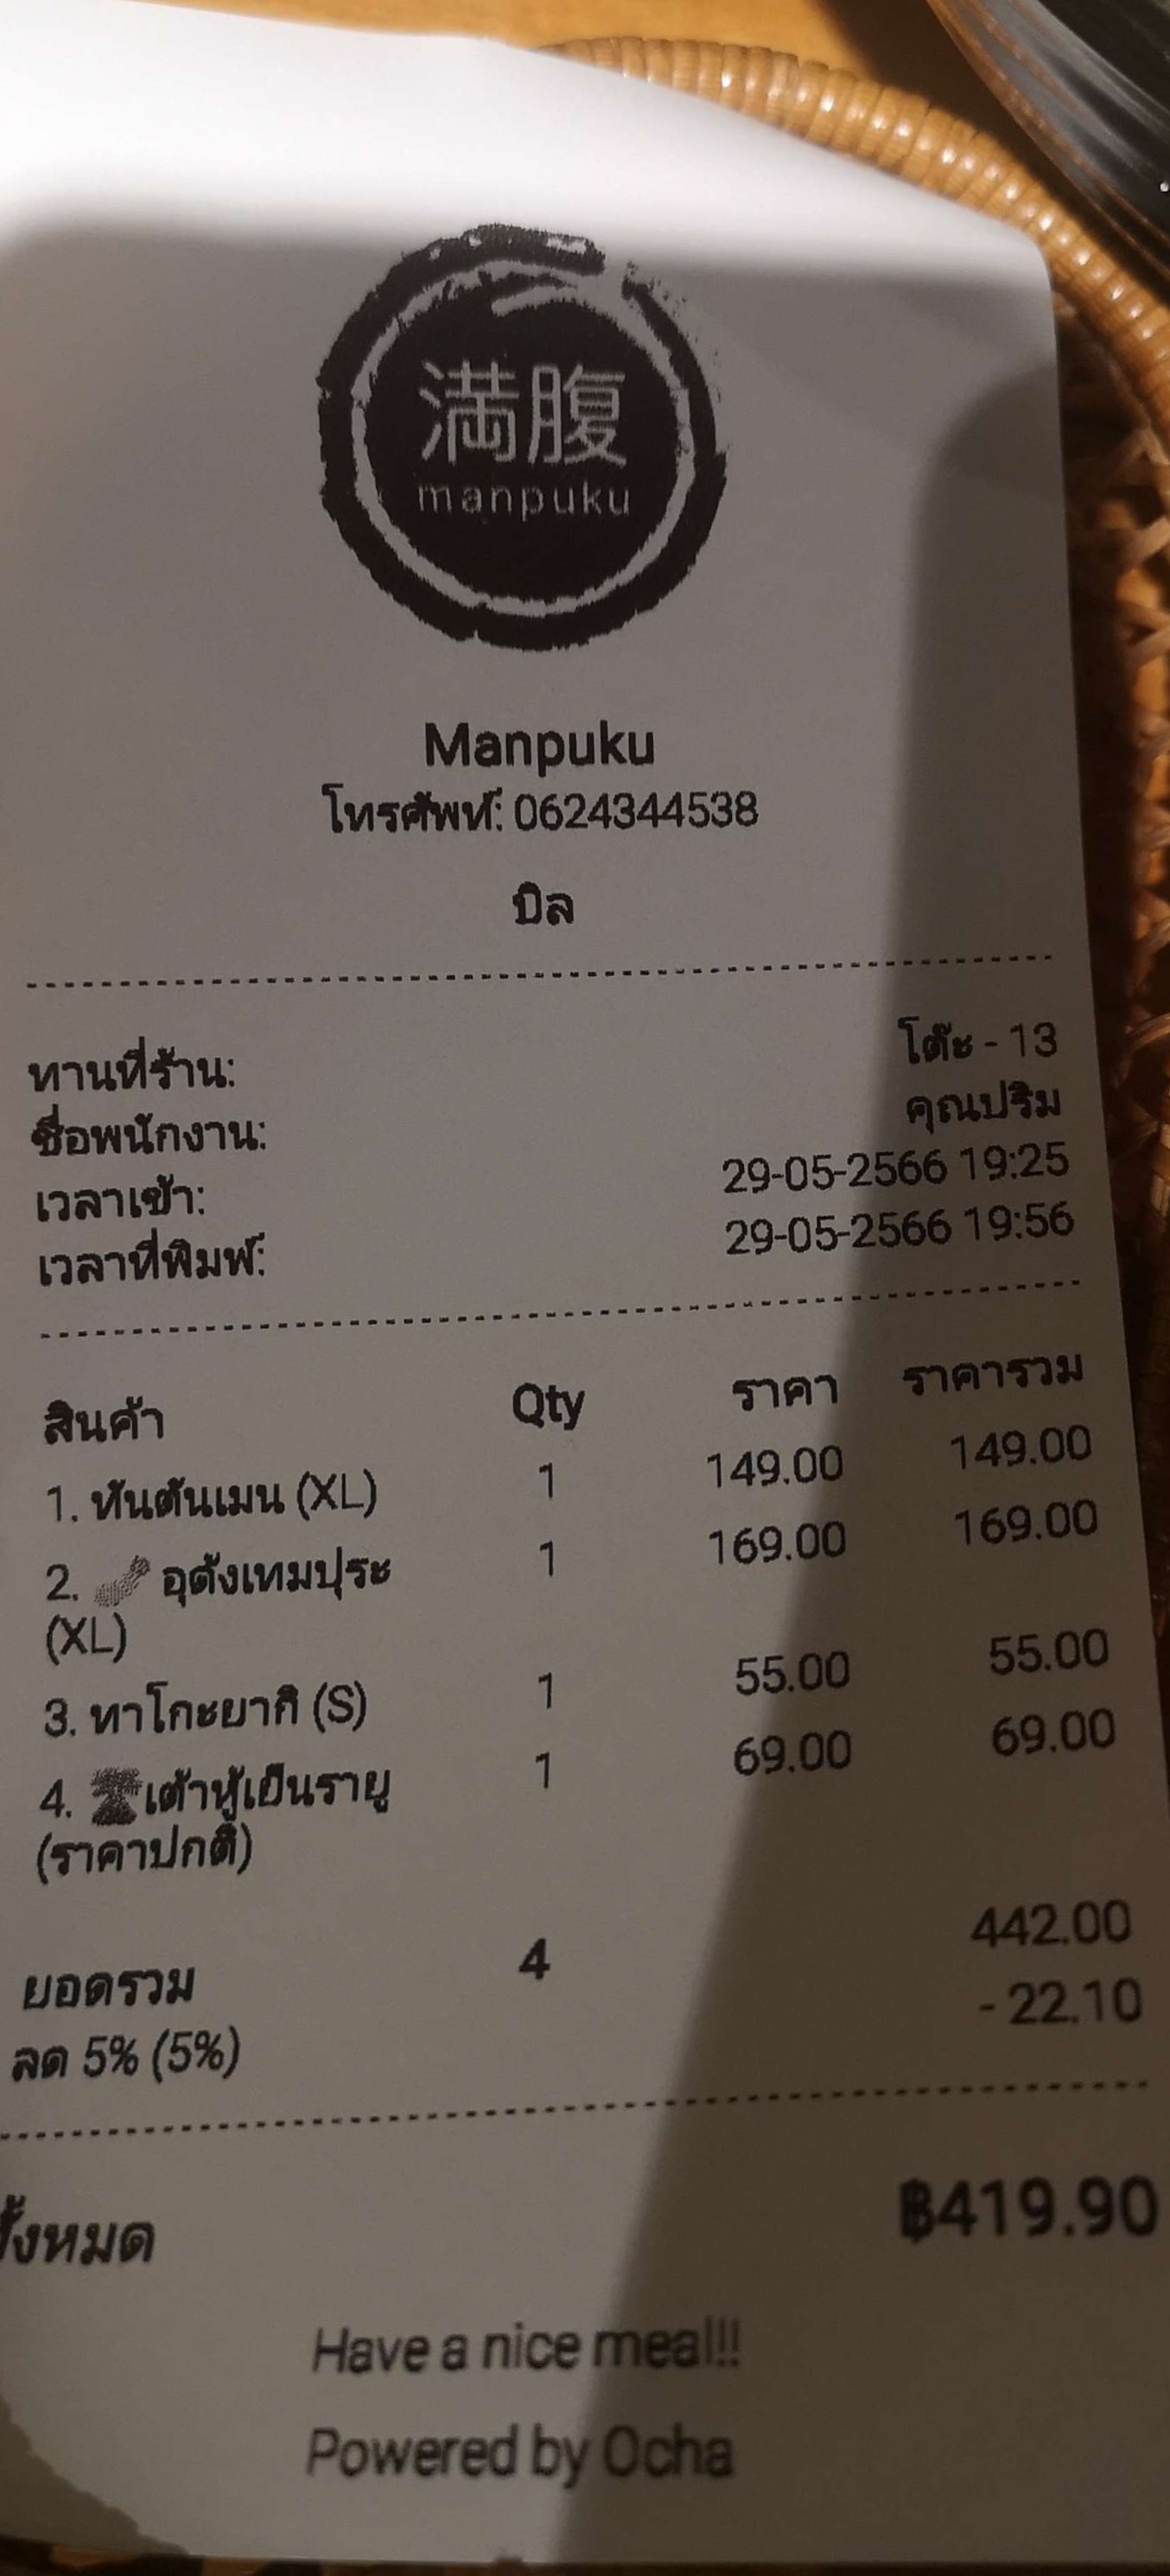 満腹
manpuku
Manpuku
โทรศัพท์: 0624344538
บิล
ทานที่ร้าน: โต๊ะ - 13
ชื่อพนักงาน: คุณปริม
เวลาเข้า: 29-05-2566 19:25
เวลาที่พิมพ์: 29-05-2566 19:56
สินค้า Qty ราคา ราคารวม
1. ทันตันเมน (XL) 1 149.00 149.00
2. อุด้งเทมปุระ 1 169.00 169.00
(XL)
3. ทาโกะยากิ (S) 1 55.00 55.00
4. เต้าหู้เย็นรายู 1 69.00 69.00
(ราคาปกติ)
ยอดรวม 4 442.00
ลด 5% (5%) - 22.10
ทั้งหมด ฿419.90
Have a nice meal!!
Powered by Ocha